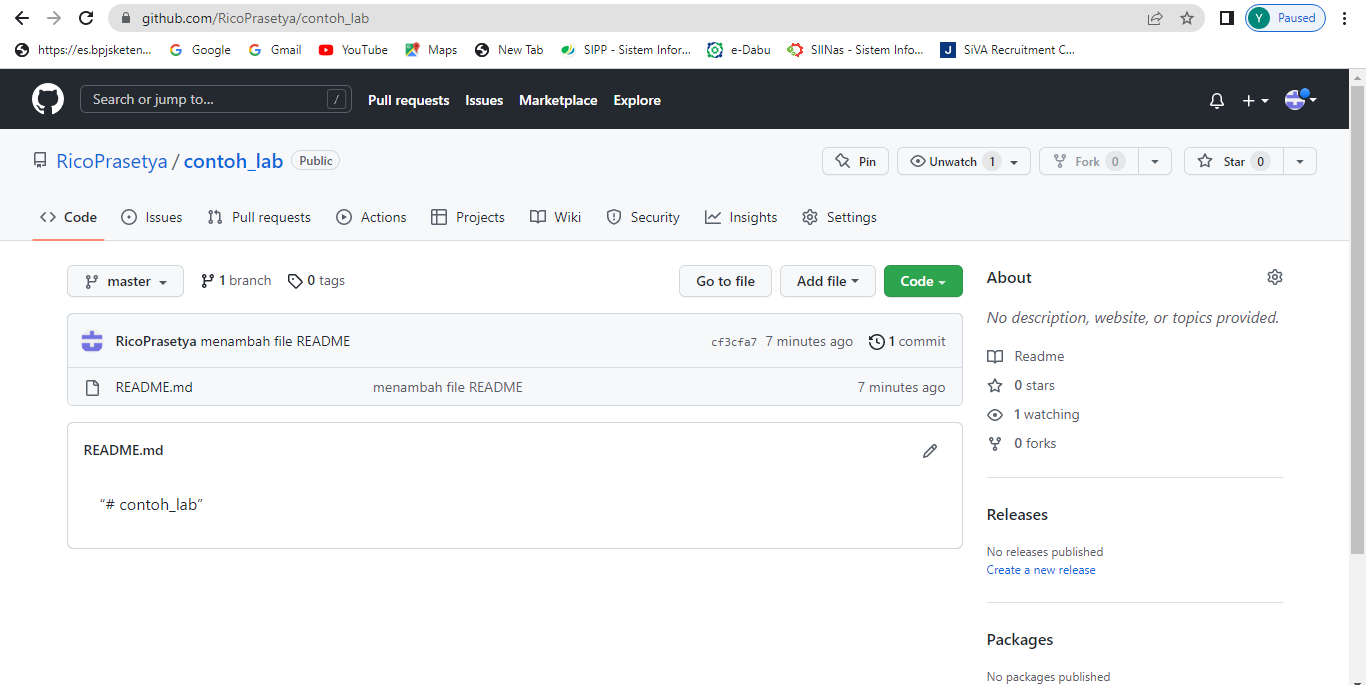 github.com/RicoPrasetya/contoh_lab
Y Paused
https://es.bpjsketen... Google Gmail YouTube Maps New Tab SIPP - Sistem Infor... e-Dabu SIINas - Sistem Info... J SiVA Recruitment C...
Search or jump to... / Pull requests Issues Marketplace Explore
RicoPrasetya / contoh_lab Public Pin Unwatch 1 Fork 0 Star 0
Code Issues Pull requests Actions Projects Wiki Security Insights Settings
master 1 branch 0 tags Go to file Add file Code
RicoPrasetya menambah file README cf3cfa7 7 minutes ago 1 commit
README.md menambah file README 7 minutes ago
README.md
“# contoh_lab”
About
No description, website, or topics provided.
Readme
0 stars
1 watching
0 forks
Releases
No releases published
Create a new release
Packages
No packages published